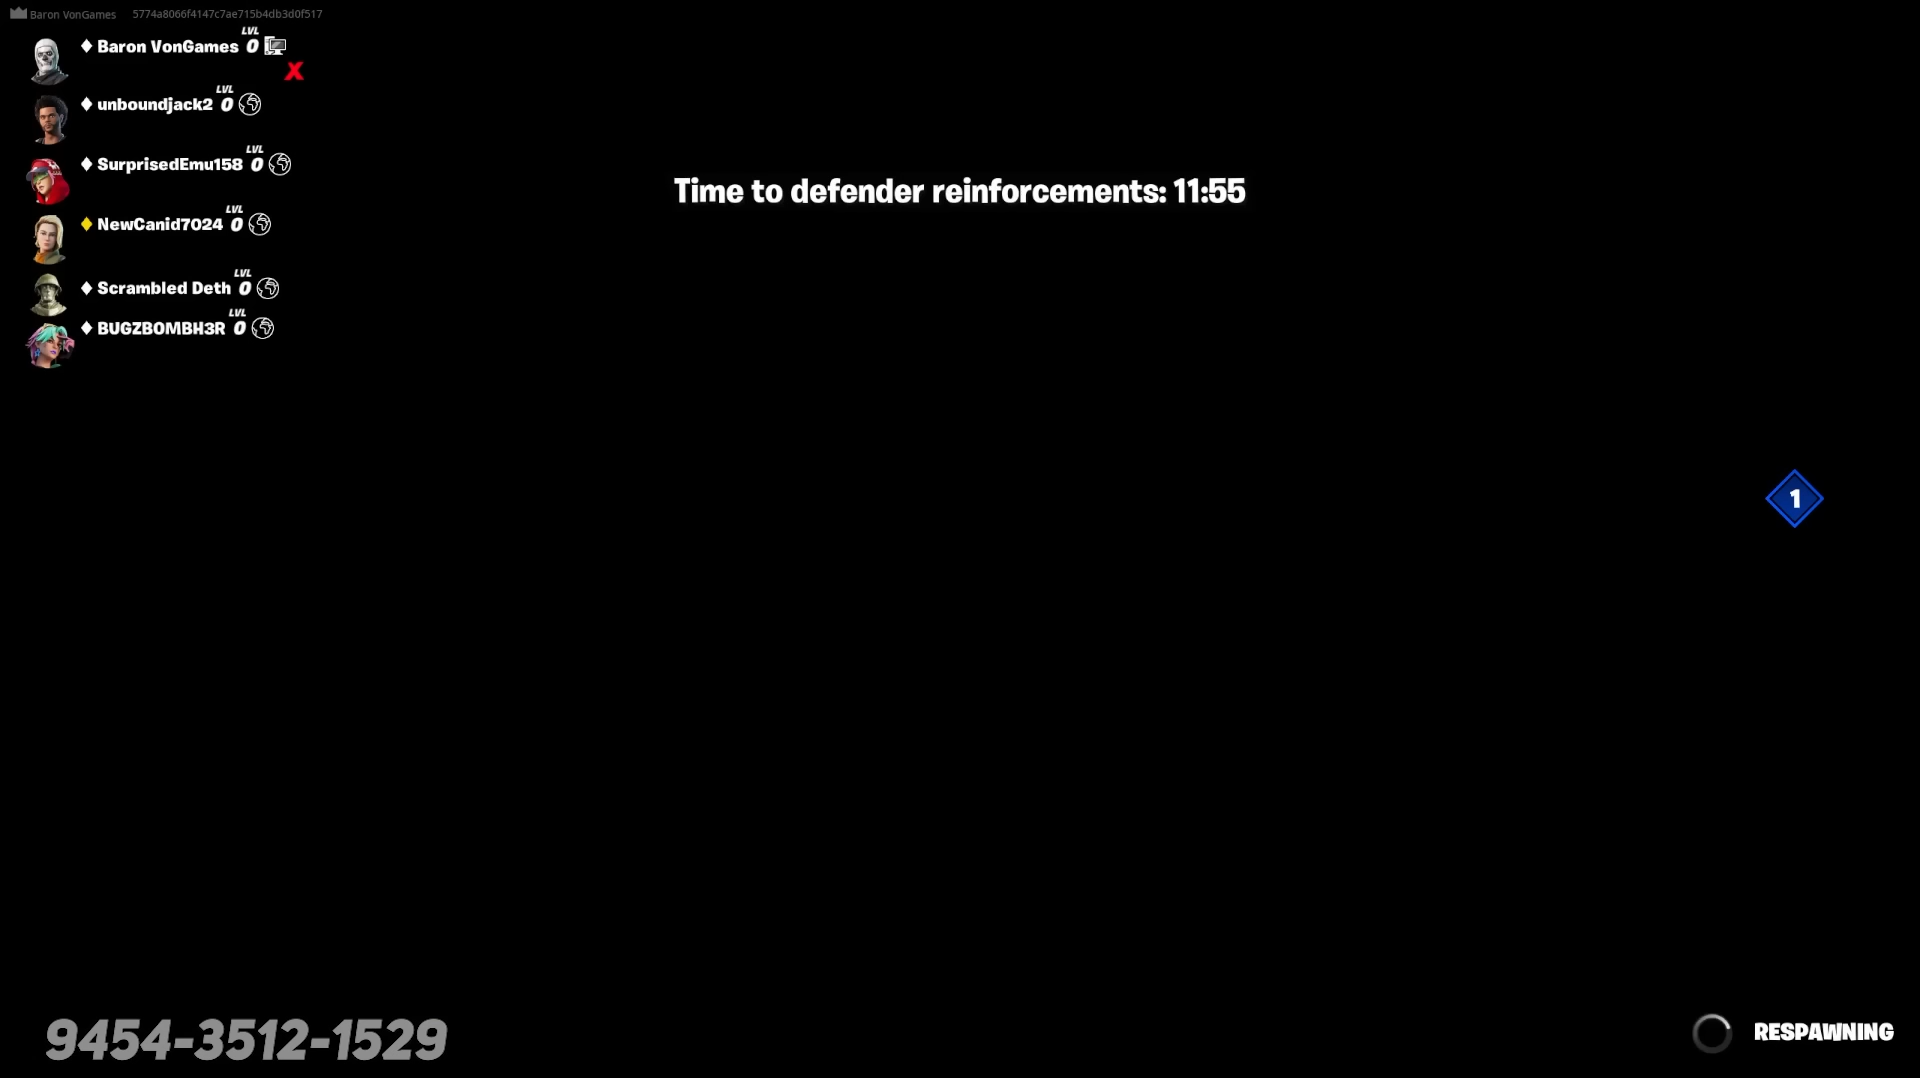 Baron VonGames 5774a8066f4147c7ae715b4db3d0f517
LVL
Baron VonGames 0
X
LVL
unboundjack2 0
LVL
SurprisedEmu158 0
LVL
NewCanid7024 0
LVL
Scrambled Deth 0
LVL
BUGZBOMBH3R 0
Time to defender reinforcements: 11:55
1
9454-3512-1529
RESPAWNING